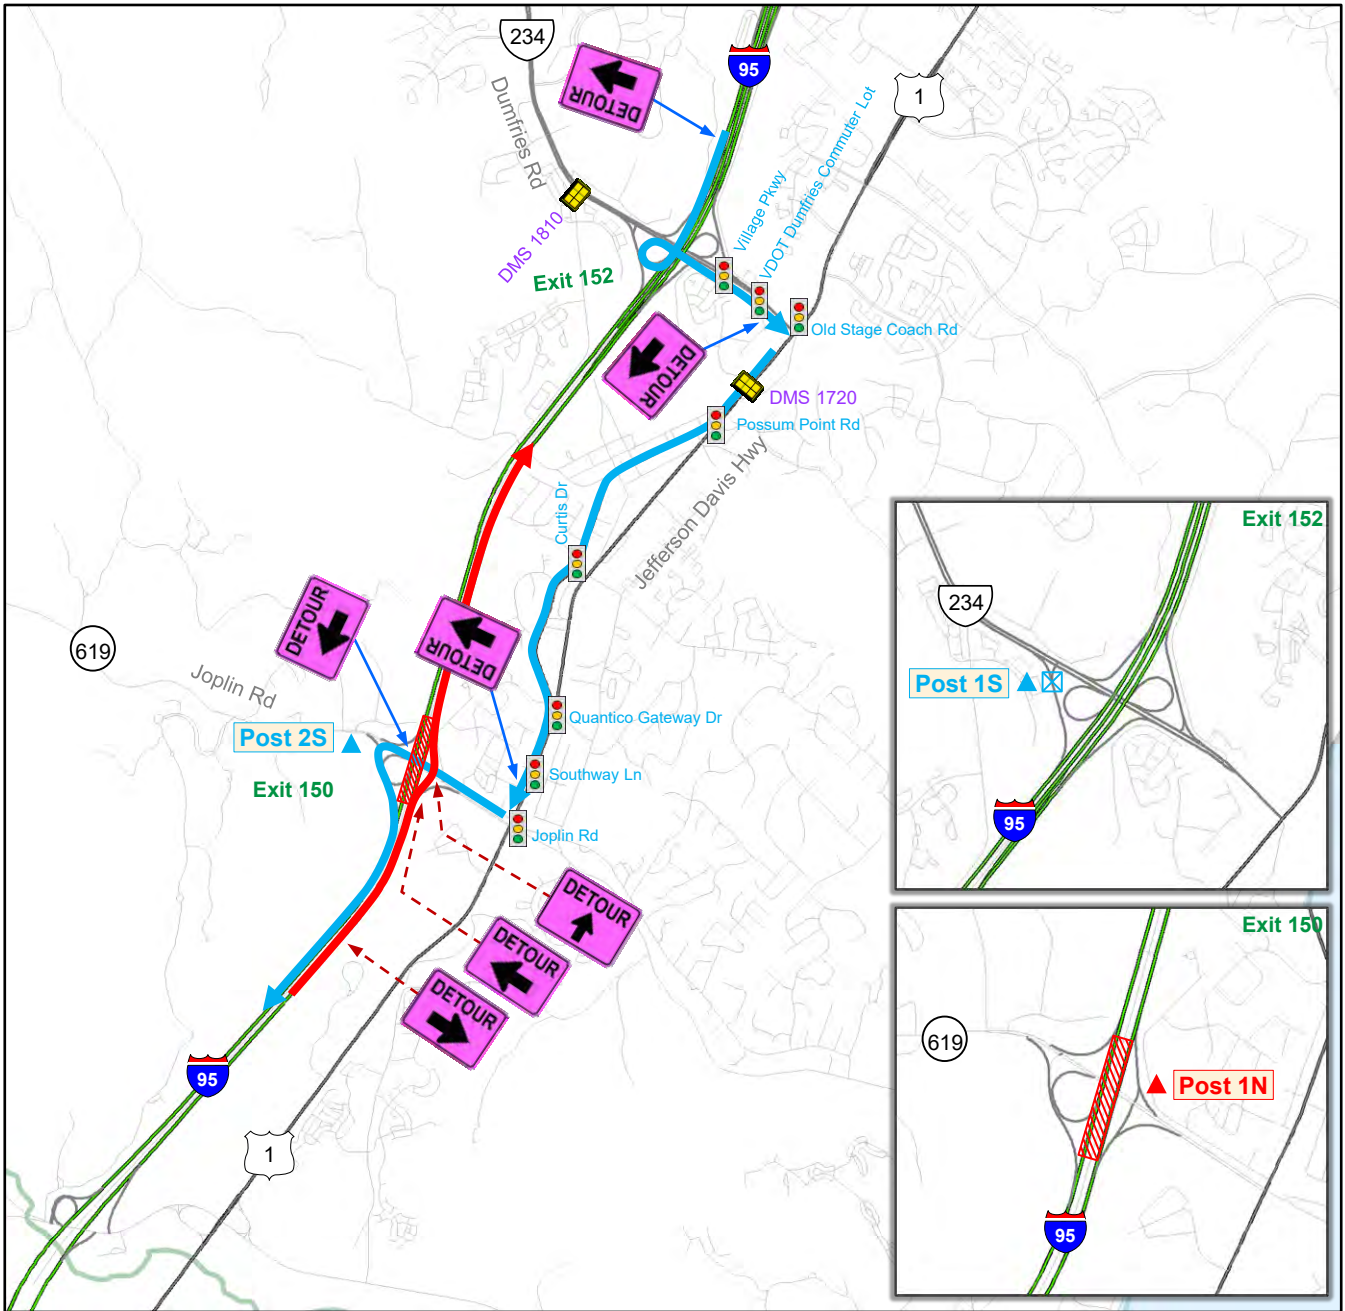 234
95
1
DETOUR
Dumfries Rd
VDOT Dumfries Commuter Lot
Village Pkwy
DMS 1810
Exit 152
Old Stage Coach Rd
DETOUR
DMS 1720
Possum Point Rd
Jefferson Davis Hwy
Curtis Dr
DETOUR
DETOUR
619
Joplin Rd
Post 2S
Quantico Gateway Dr
Exit 150
Southway Ln
Joplin Rd
DETOUR
DETOUR
DETOUR
95
1
Exit 152
234
Post 1S
95
Exit 150
619
Post 1N
95